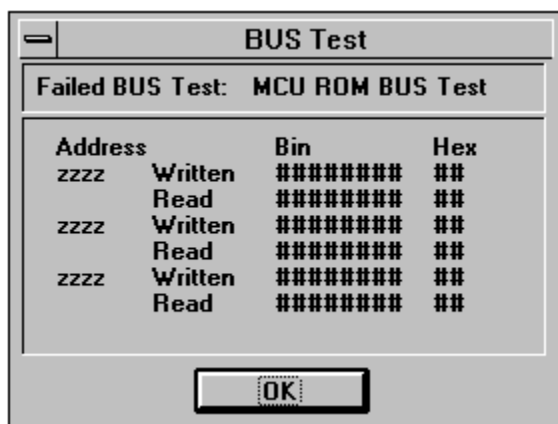 BUS Test
Failed BUS Test: MCU ROM BUS Test
Address Bin Hex
zzzz Written ######## ##
Read ######## ##
zzzz Written ######## ##
Read ######## ##
zzzz Written ######## ##
Read ######## ##
OK